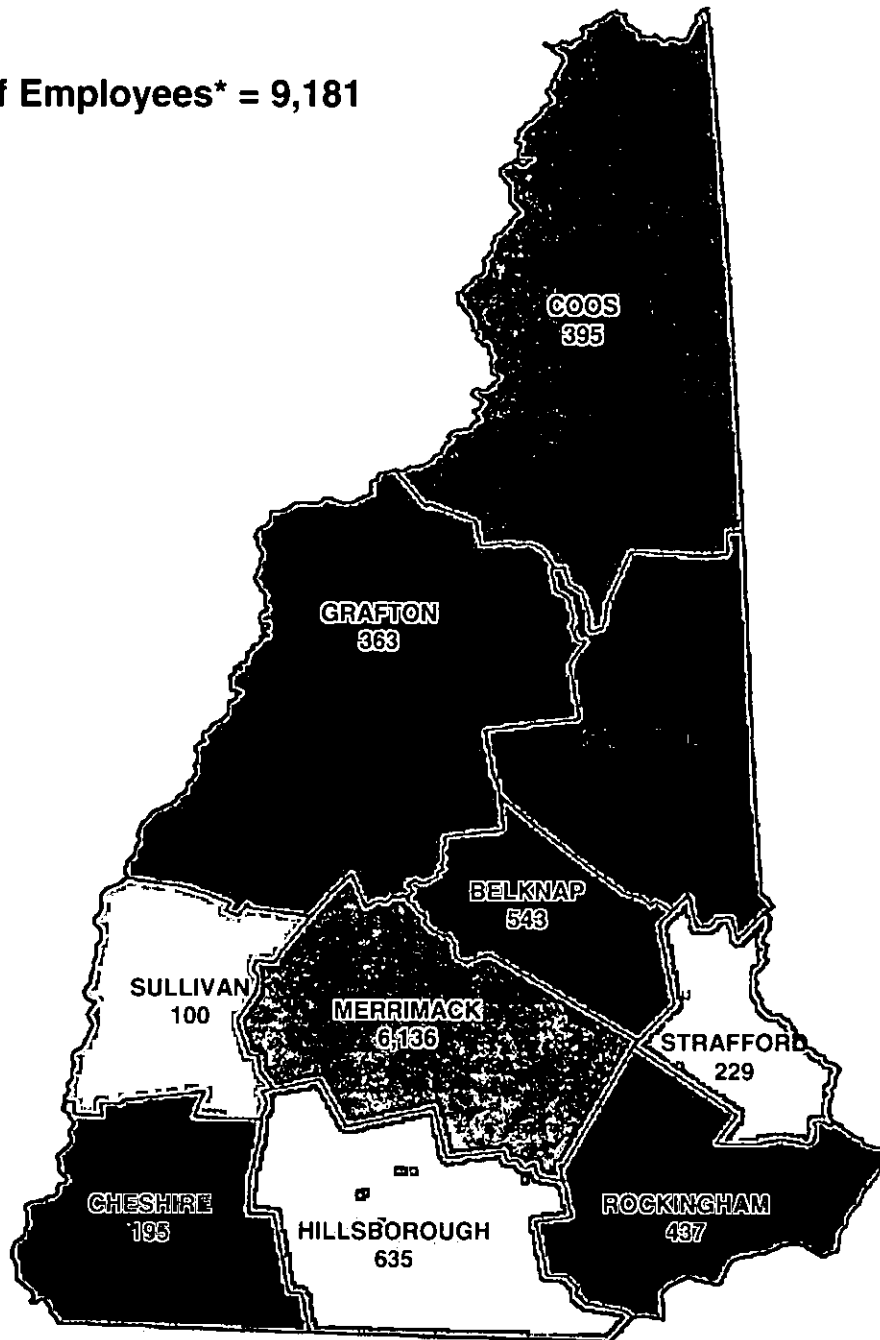 f Employees* = 9,181
COOS
395
GRAFTON
363
BELKNAP
543
SULLIVAN
100
MERRIMACK
6,136
STRAFFORD
229
CHESHIRE
195
HILLSBOROUGH
635
ROCKINGHAM
437